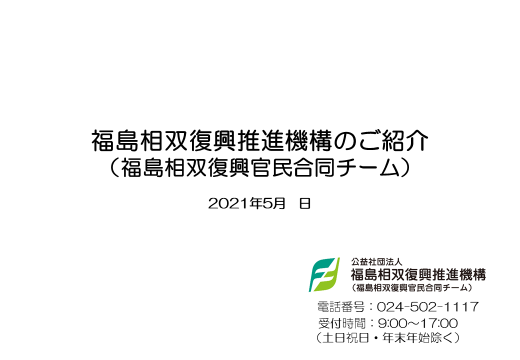 福島相双復興推進機構のご紹介
（福島相双復興官民合同チーム）
2021年5月　日
公益社団法人
福島相双復興推進機構
（福島相双復興官民合同チーム）
電話番号：024-502-1117
受付時間：9:00～17:00
（土日祝日・年末年始除く）